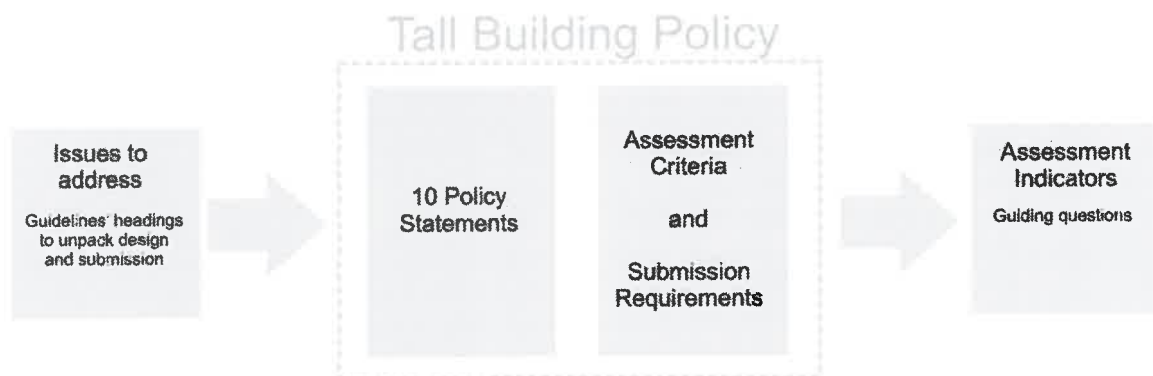 Tall Building Policy
Issues to
address
Guidelines' headings
to unpack design
and submission
10 Policy
Statements
Assessment
Criteria
and
Submission
Requirements
Assessment
Indicators
Guiding questions